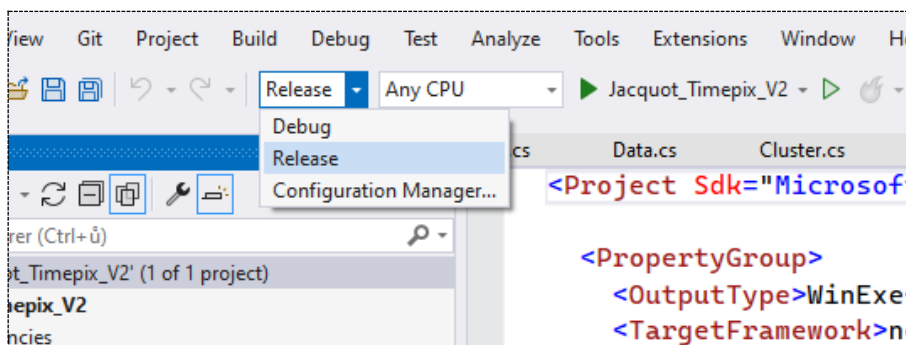 View Git Project Build Debug Test Analyze Tools Extensions Window
Release Any CPU Jacquot_Timepix_V2
Debug
Release
Configuration Manager...
cs Data.cs Cluster.cs
<Project Sdk="Microsof
rer (Ctrl+ů)
ot_Timepix_V2' (1 of 1 project)
<PropertyGroup>
mepix_V2
<OutputType>WinExe
ncies
<TargetFramework>n